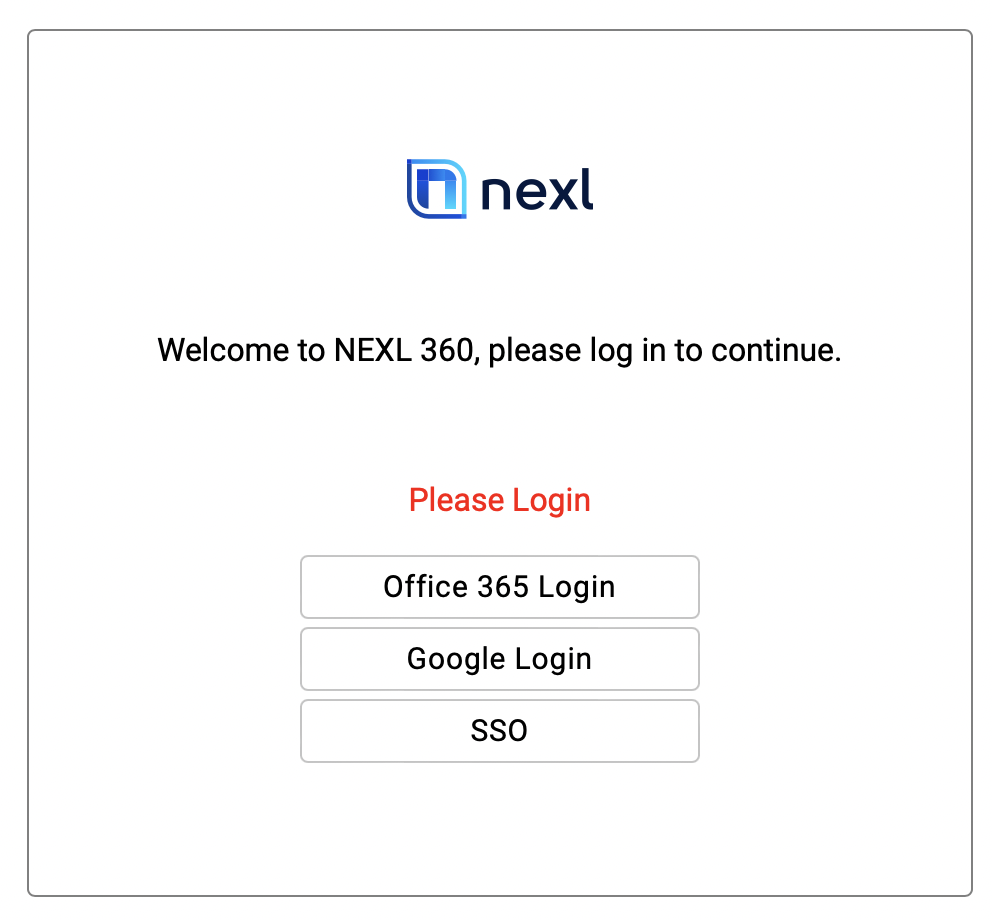 nexl
Welcome to NEXL 360, please log in to continue.
Please Login
Office 365 Login
Google Login
SSO